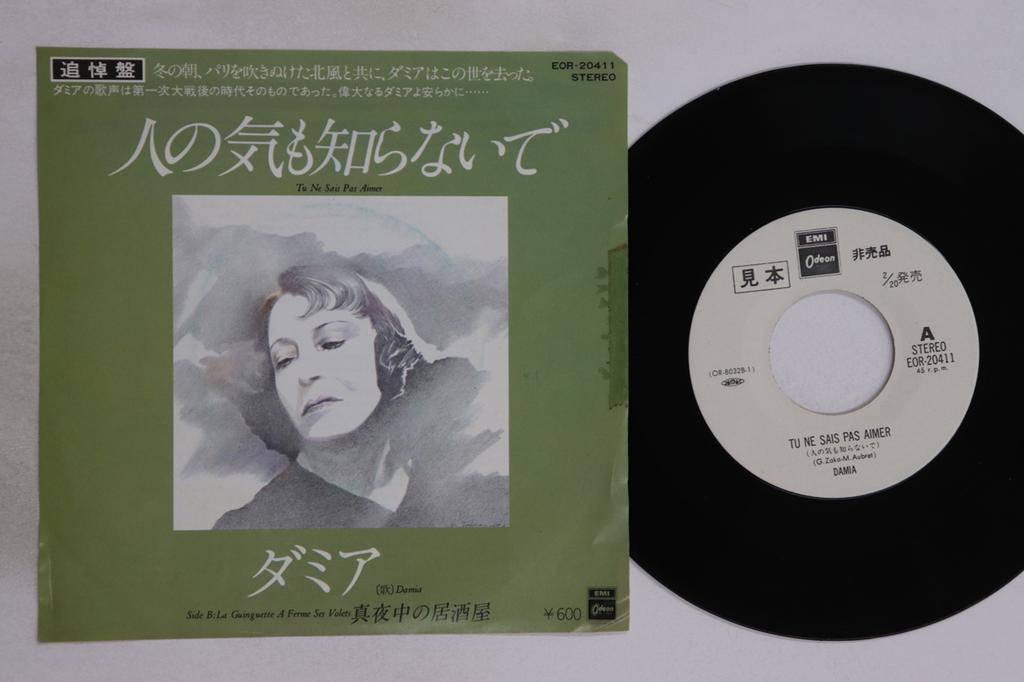 追悼盤
冬の朝、パリを吹きぬけた北風と共に、ダミアはこの世を去った。
ダミアの歌声は第一次大戦後の時代そのものであった。偉大なるダミアよ安らかに……
EOR-20411
STEREO
人の気も知らないで
Tu Ne Sais Pas Aimer
ダミア
〔歌〕Damia
Side B:La Guinguette A Ferme Ses Volets 真夜中の居酒屋
¥600
EMI
Odeon
EMI
Odeon
見本
非売品
2/20発売
A
STEREO
EOR-20411
45 r.p.m.
(OR-8032B-1)
TU NE SAIS PAS AIMER
(人の気も知らないで)
(G.Zoka-M.Aubret)
DAMIA